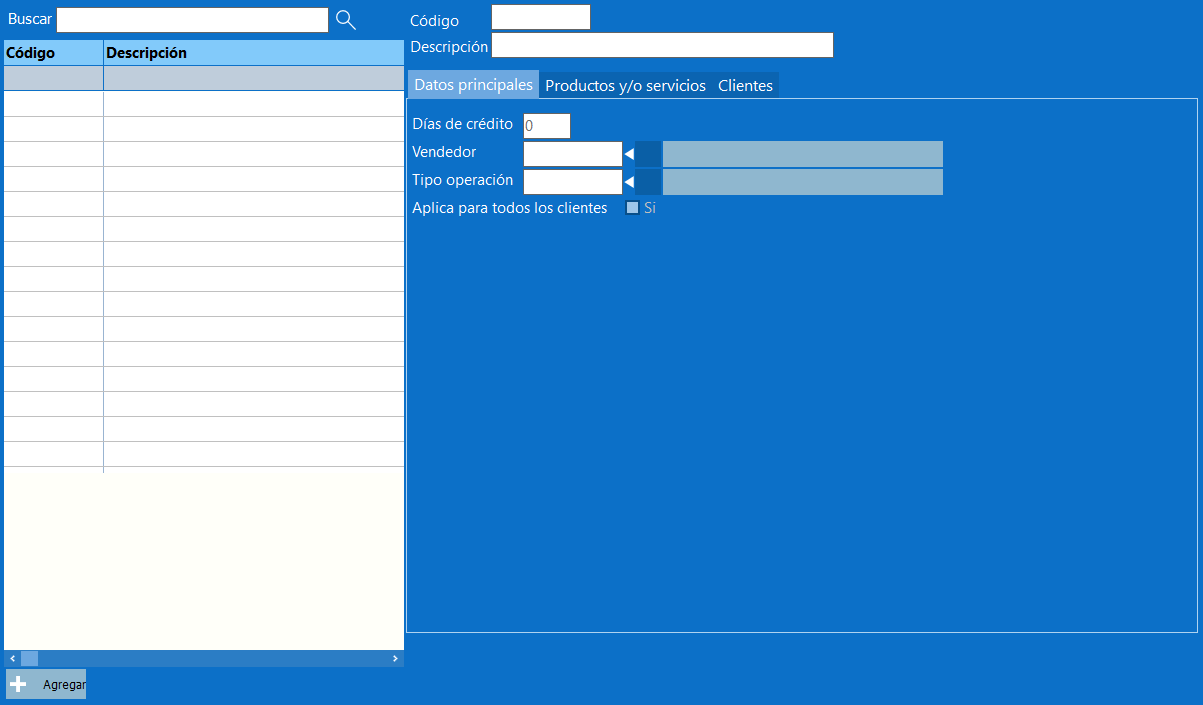 Buscar
Código Descripción
Agregar
Código
Descripción
Datos principales Productos y/o servicios Clientes
Días de crédito 0
Vendedor
Tipo operación
Aplica para todos los clientes Si